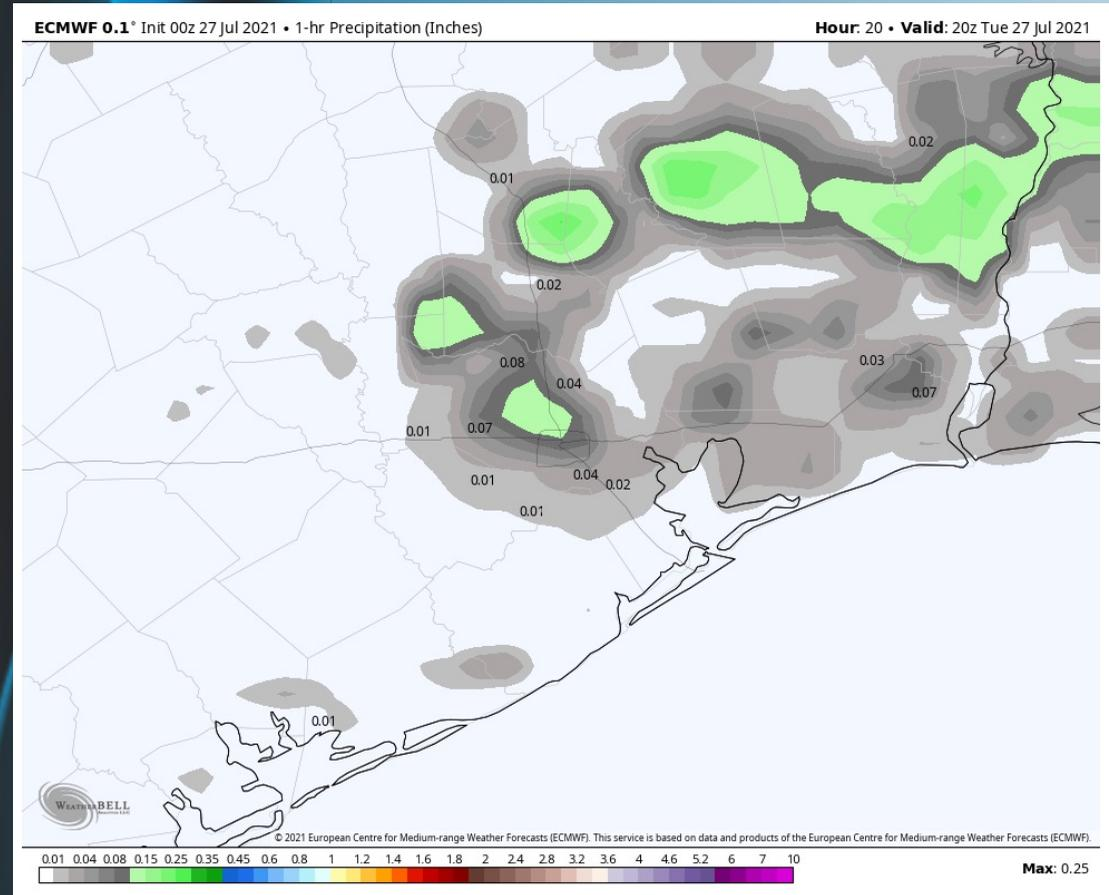 ECMWF 0.1° Init 00z 27 Jul 2021 • 1-hr Precipitation (Inches)
Hour: 20 • Valid: 20z Tue 27 Jul 2021
0.02
0.01
0.02
0.08
0.03
0.04
0.07
0.07
0.01
0.04
0.01
0.02
0.01
0.01
WEATHERBELL
© 2021 European Centre for Medium-range Weather Forecasts (ECMWF). This service is based on data and products of the European Centre for Medium-range Weather Forecasts (ECMWF).
0.01 0.04 0.08 0.15 0.25 0.35 0.45 0.6 0.8 1 1.2 1.4 1.6 1.8 2 2.4 2.8 3.2 3.6 4 4.6 5.2 6 7 10
Max: 0.25